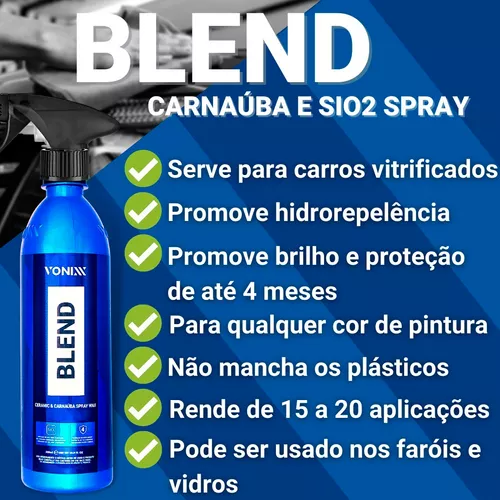 BLEND
CARNAÚBA E SIO2 SPRAY
Serve para carros vitrificados
Promove hidrorepelência
Promove brilho e proteção
de até 4 meses
Para qualquer cor de pintura
Não mancha os plásticos
Rende de 15 a 20 aplicações
Pode ser usado nos faróis e
vidros
VONIXX
BLEND
CERAMIC & CARNAÚBA SPRAY WAX